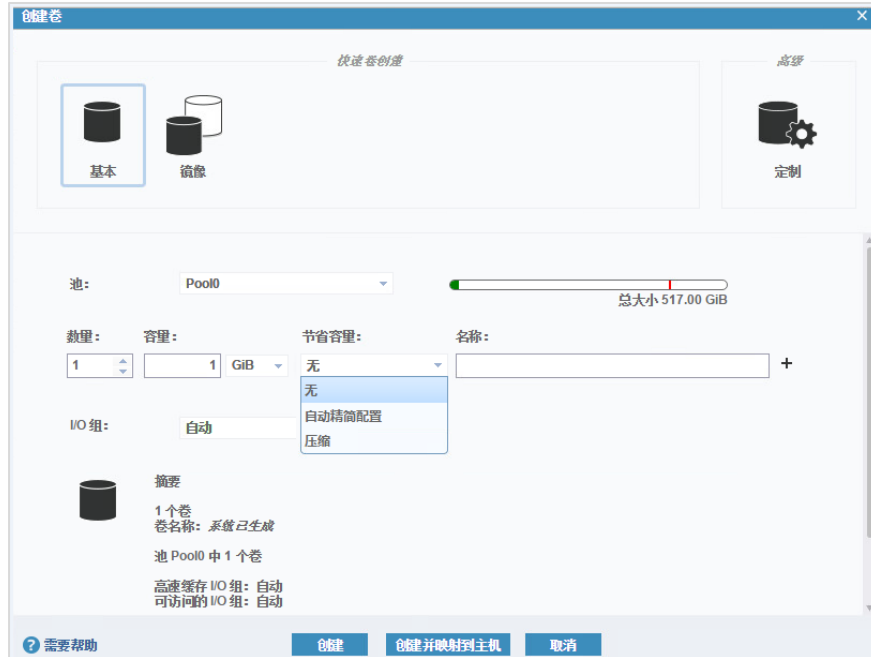 创建卷
快速卷创建
高级
基本
镜像
定制
池：
Pool0
总大小 517.00 GiB
数量：
容量：
节省容量：
名称：
1
1
GiB
无
+
无
自动精简配置
压缩
I/O 组：
自动
摘要
1 个卷
卷名称：系统已生成
池 Pool0 中 1 个卷
高速缓存 I/O 组：自动
可访问的 I/O 组：自动
? 需要帮助
创建
创建并映射到主机
取消